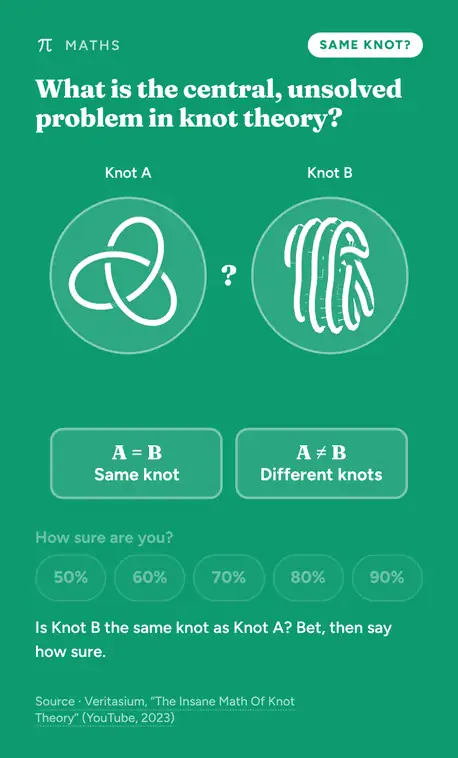 π MATHS
SAME KNOT?
What is the central, unsolved
problem in knot theory?
Knot A
Knot B
?
A = B
Same knot
A ≠ B
Different knots
How sure are you?
50%
60%
70%
80%
90%
Is Knot B the same knot as Knot A? Bet, then say
how sure.
Source · Veritasium, "The Insane Math Of Knot
Theory" (YouTube, 2023)